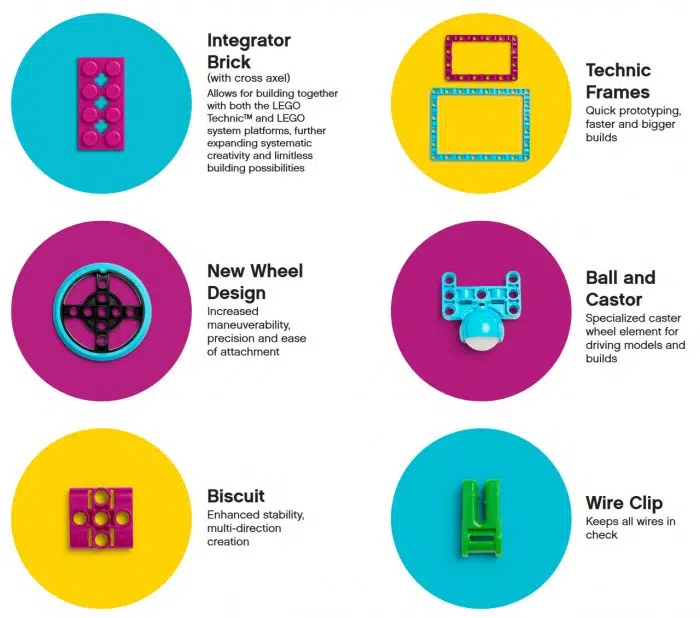 Integrator
Brick
(with cross axel)
Allows for building together
with both the LEGO
Technic™ and LEGO
system platforms, further
expanding systematic
creativity and limitless
building possibilities
Technic
Frames
Quick prototyping,
faster and bigger
builds
New Wheel
Design
Increased
maneuverability,
precision and ease
of attachment
Ball and
Castor
Specialized caster
wheel element for
driving models and
builds
Biscuit
Enhanced stability,
multi-direction
creation
Wire Clip
Keeps all wires in
check